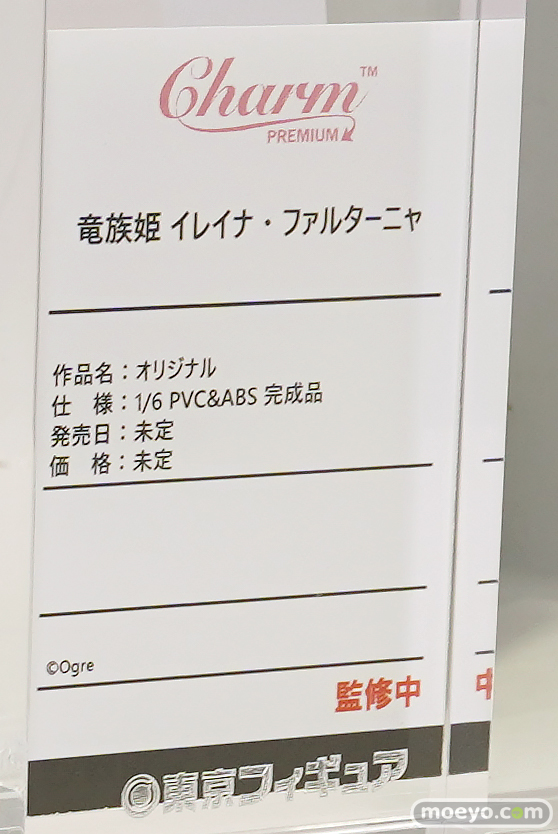 Charm™
PREMIUM
竜族姫 イレイナ・ファルターニャ
作品名：オリジナル
仕　様：1/6 PVC&ABS 完成品
発売日：未定
価　格：未定
©Ogre
監修中
中
東京フィギュア
moeyo.com